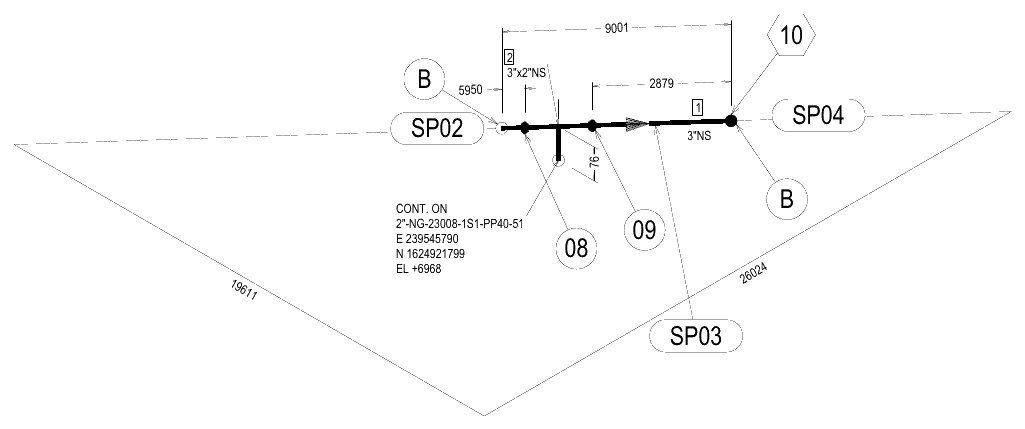 9001
10
2
3"x2"NS
B
5950
2879
1
SP02
SP04
3"NS
76
B
CONT. ON
2"-NG-23008-1S1-PP40-51
E 239545790
N 1624921799
EL +6968
08
09
19611
26024
SP03